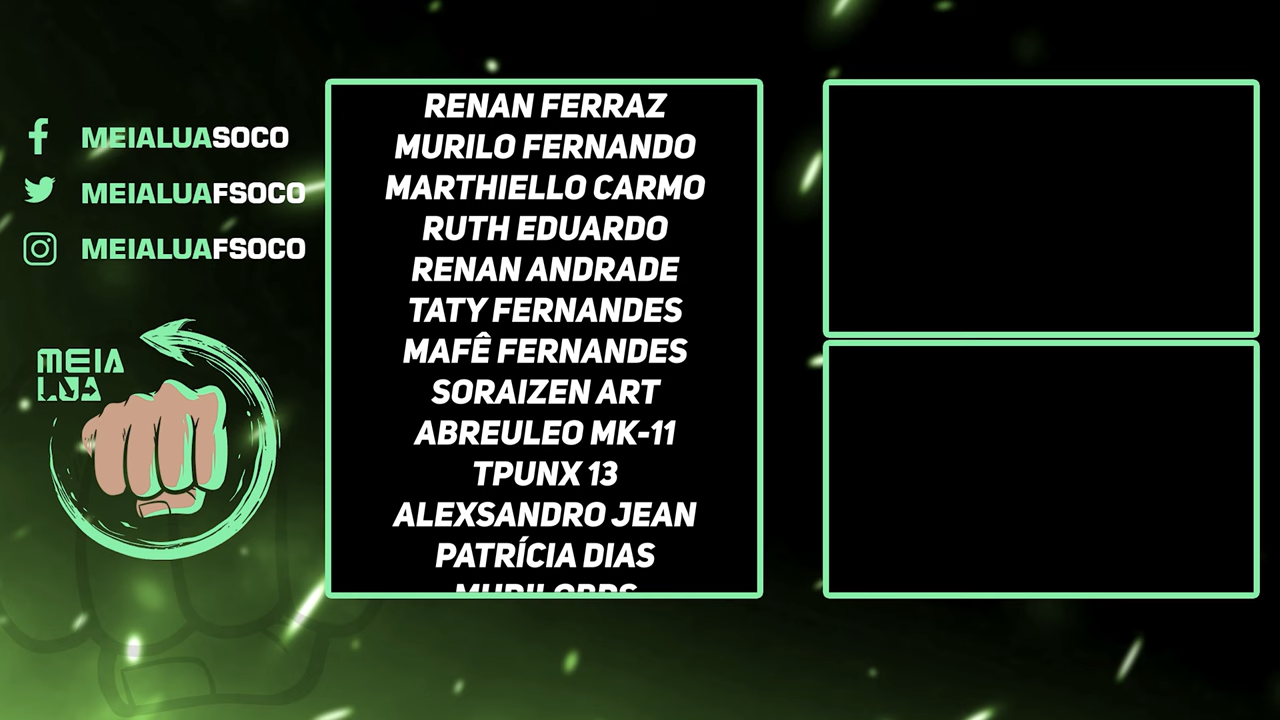 MEIALUASOCO
MEIALUAFSOCO
MEIALUAFSOCO
MEIA
LUA
RENAN FERRAZ
MURILO FERNANDO
MARTHIELLO CARMO
RUTH EDUARDO
RENAN ANDRADE
TATY FERNANDES
MAFÊ FERNANDES
SORAIZEN ART
ABREULEO MK-11
TPUNX 13
ALEXSANDRO JEAN
PATRÍCIA DIAS